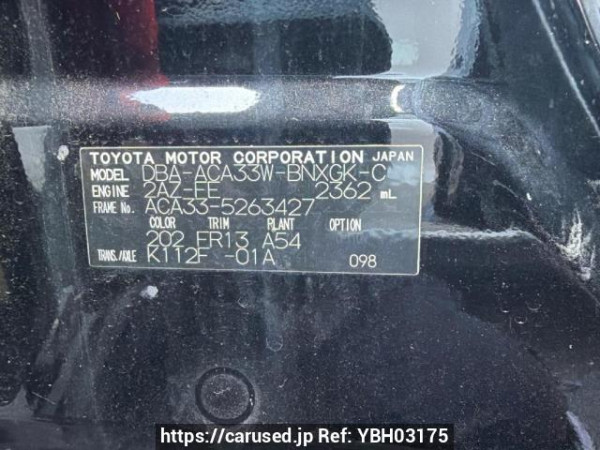 TOYOTA MOTOR CORPORATION JAPAN
MODEL DBA-ACA33W-BNXGK-C
ENGINE 2AZ-FE 2362 mL
FRAME NO. ACA33-5263427
COLOR TRIM PLANT OPTION
202 FR13 A54
TRANS./AXLE K112F -01A 098
https://carused.jp Ref: YBH03175